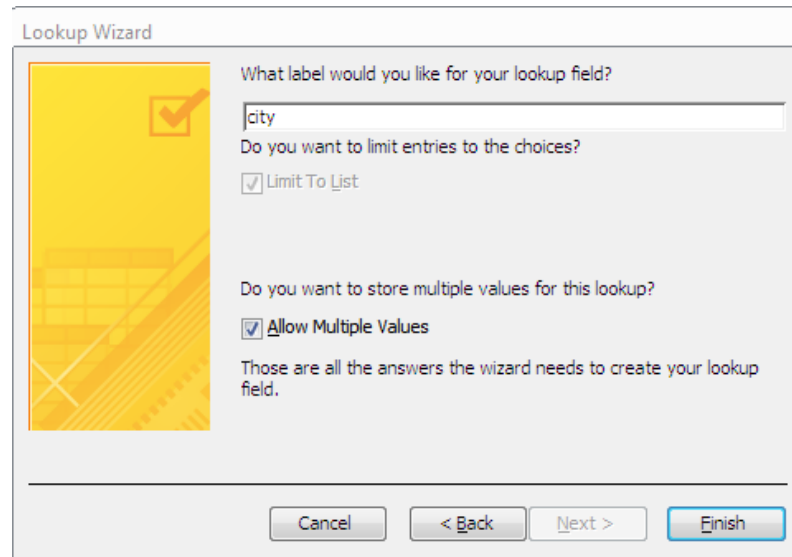 Lookup Wizard
What label would you like for your lookup field?
city
Do you want to limit entries to the choices?
Limit To List
Do you want to store multiple values for this lookup?
Allow Multiple Values
Those are all the answers the wizard needs to create your lookup
field.
Cancel < Back Next > Finish